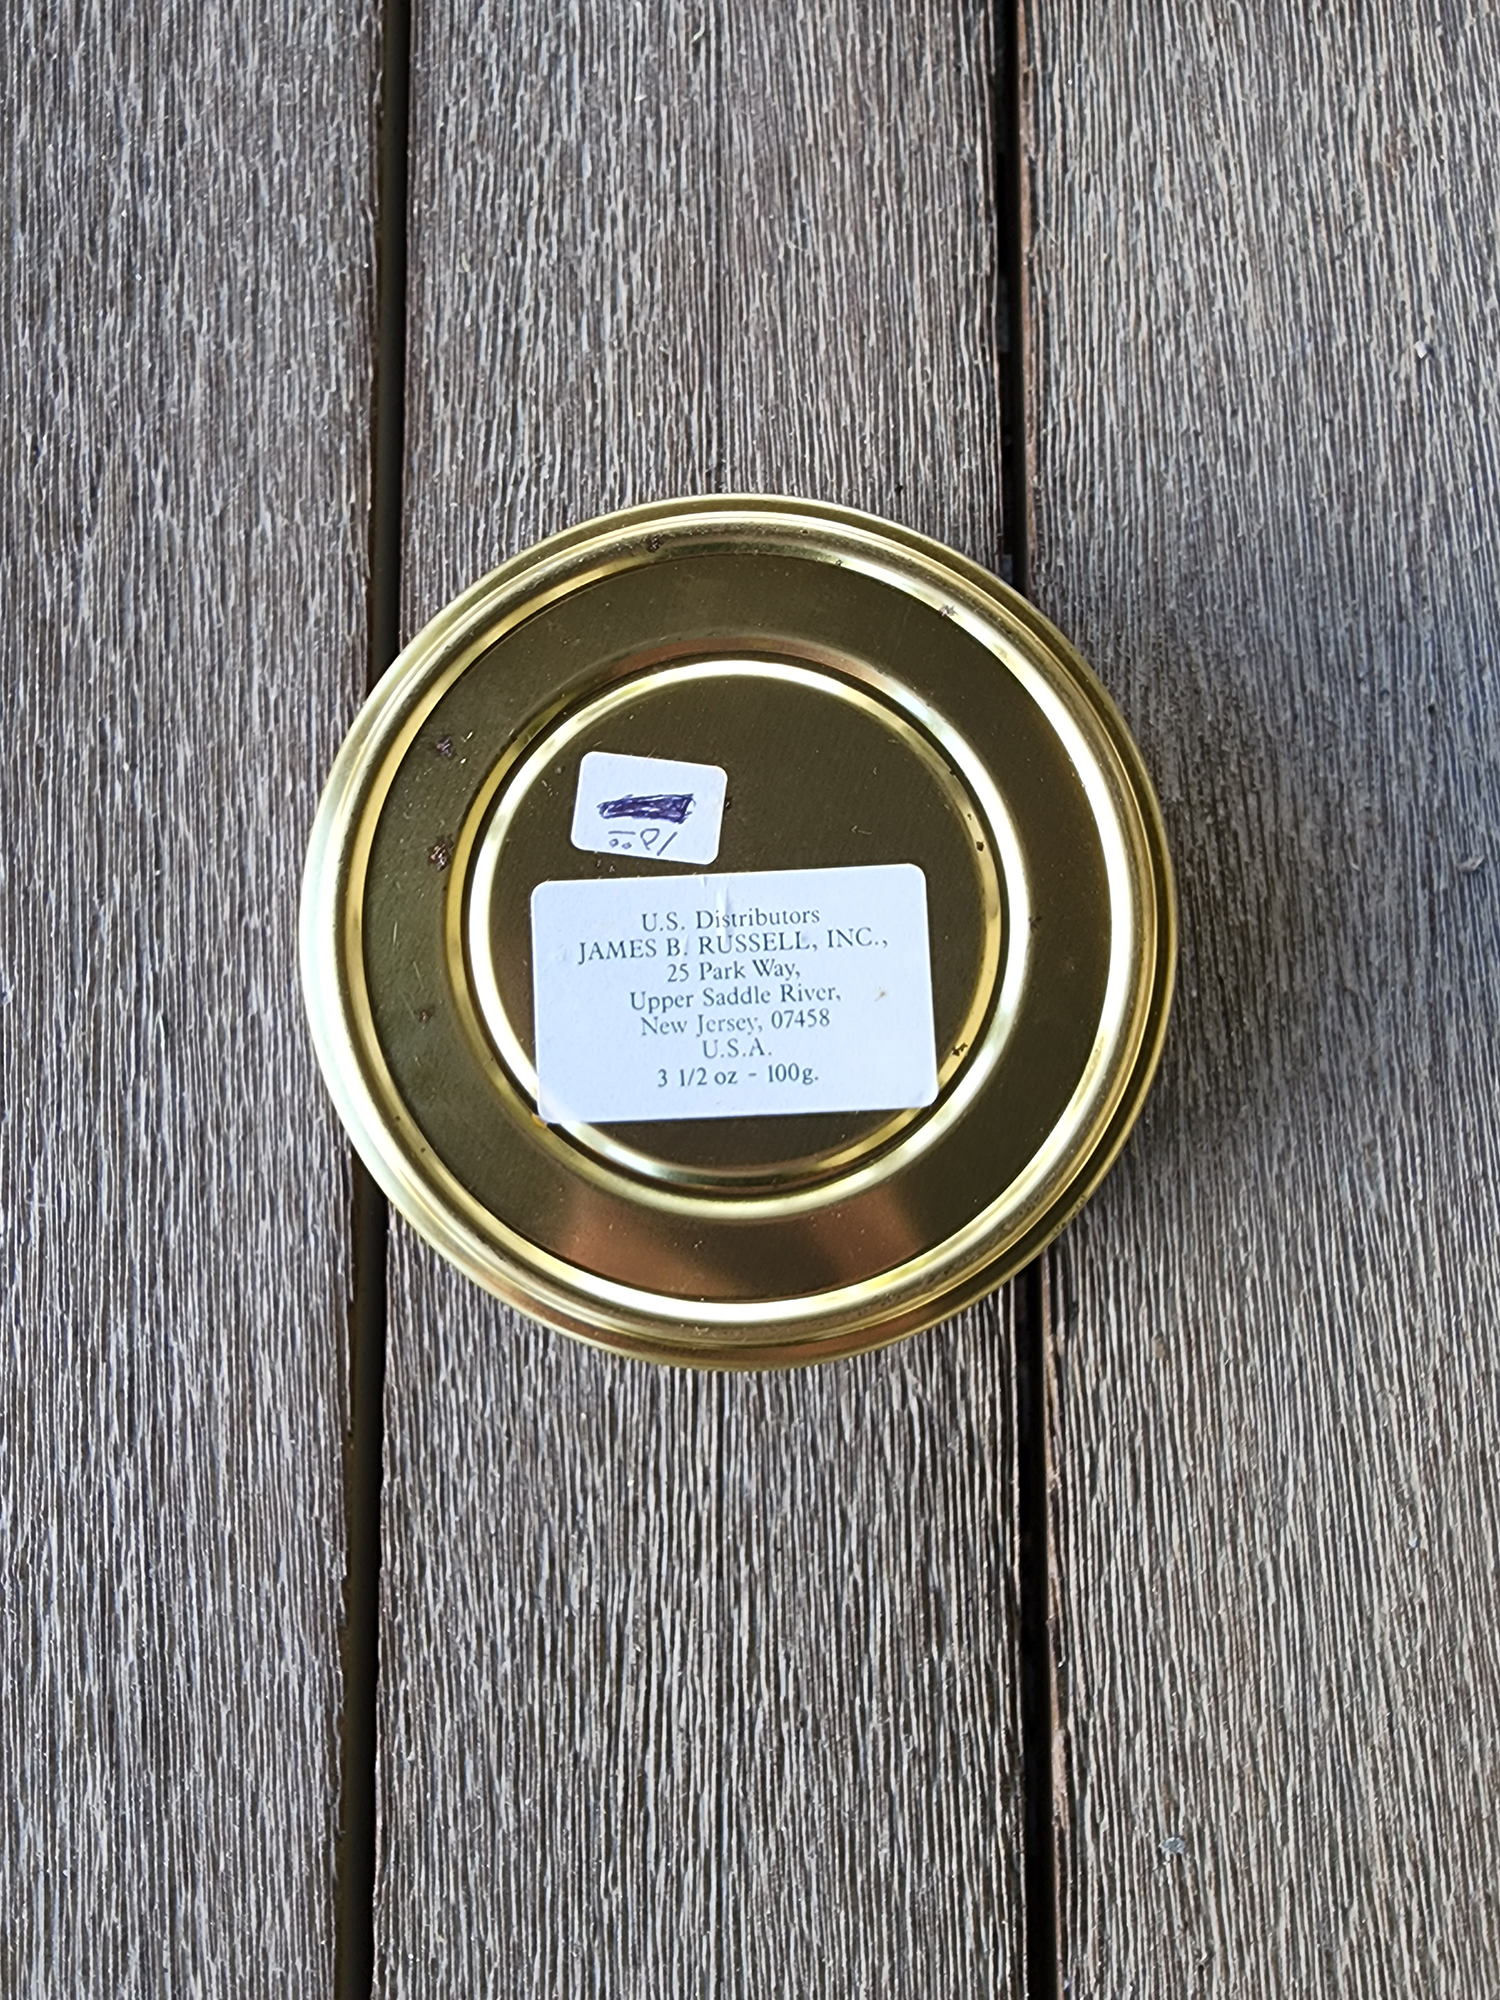 U.S. Distributors
JAMES B. RUSSELL, INC.,
25 Park Way,
Upper Saddle River,
New Jersey, 07458
U.S.A.
3 1/2 oz - 100g.